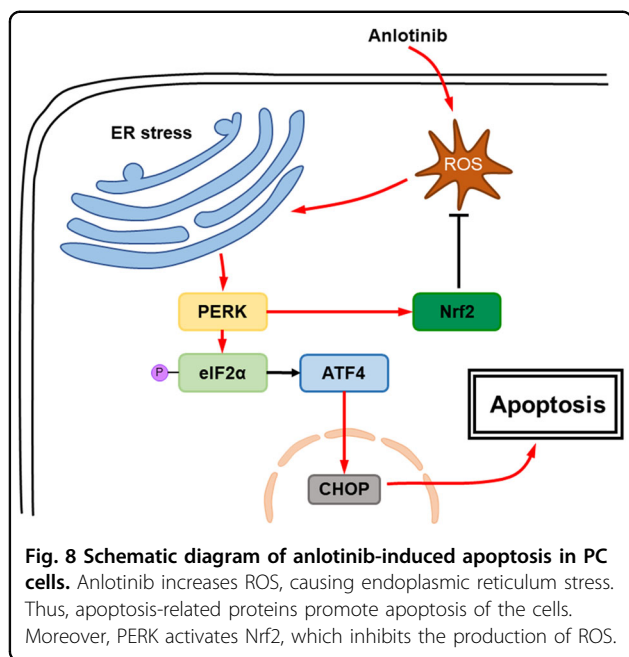 Anlotinib
ER stress
ROS
PERK
Nrf2
P
eIF2α
ATF4
Apoptosis
CHOP
Fig. 8 Schematic diagram of anlotinib-induced apoptosis in PC
cells. Anlotinib increases ROS, causing endoplasmic reticulum stress.
Thus, apoptosis-related proteins promote apoptosis of the cells.
Moreover, PERK activates Nrf2, which inhibits the production of ROS.